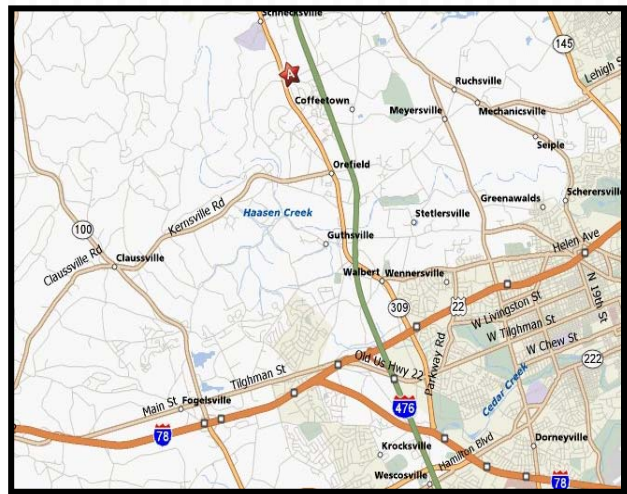 Schnecksville
145
A
Ruchsville
Lehigh S
Coffeetown
Meyersville
Mechanicsville
Seiple
Orefield
Kernsville Rd
Greenawalds
Scherersville
Haasen Creek
Stetlersville
100
Guthsville
Helen Ave
Claussville Rd
Claussville
Walbert
Wennersville
N 19th St
309
22
W Livingston St
W Tilghman St
Parkway Rd
W Chew St
Old Us Hwy 22
222
Tilghman St
Main St
Fogelsville
476
Cedar Creek
78
Krocksville
Hamilton Blvd
Dorneyville
Wescosville
78